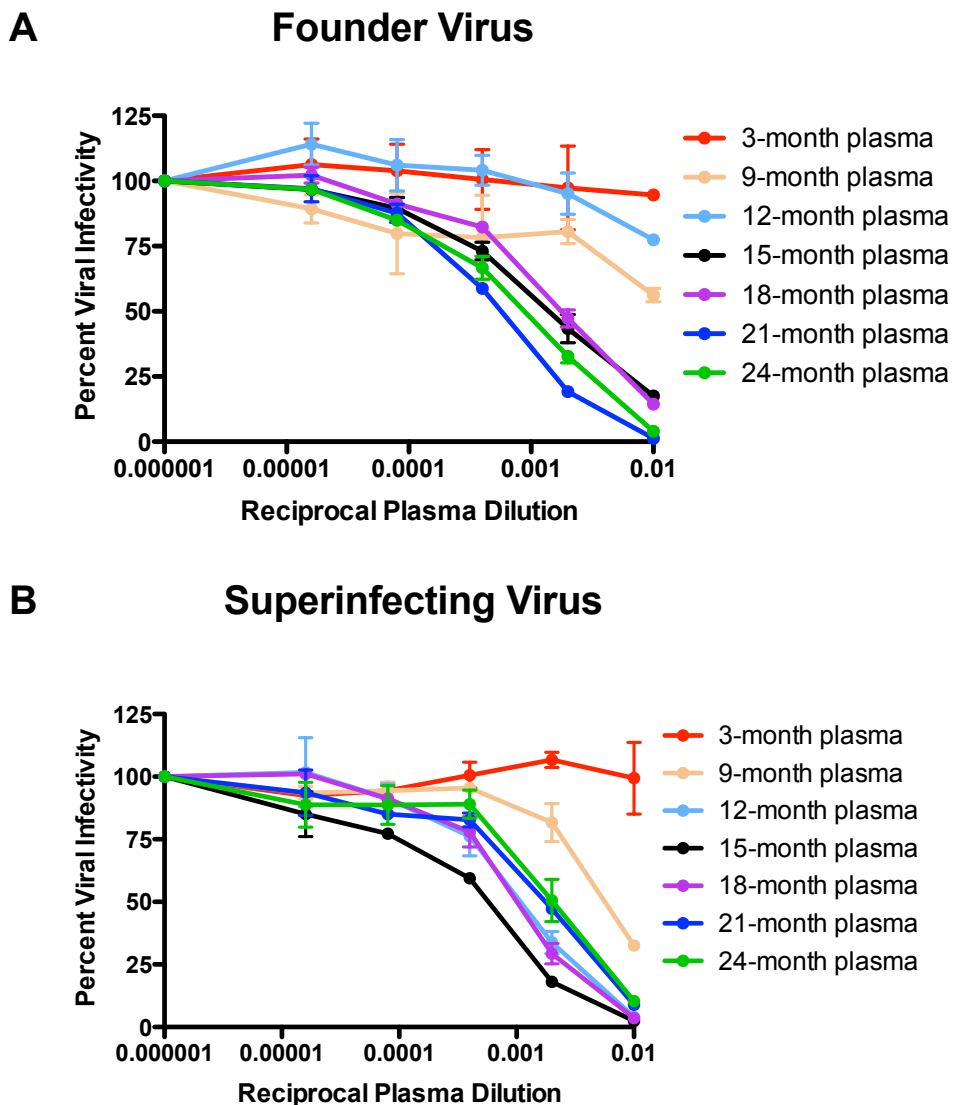 A
Founder Virus
125
100
75
50
25
0
Percent Viral Infectivity
0.000001
0.00001
0.0001
0.001
0.01
Reciprocal Plasma Dilution
3-month plasma
9-month plasma
12-month plasma
15-month plasma
18-month plasma
21-month plasma
24-month plasma
B
Superinfecting Virus
125
100
75
50
25
0
Percent Viral Infectivity
0.000001
0.00001
0.0001
0.001
0.01
Reciprocal Plasma Dilution
3-month plasma
9-month plasma
12-month plasma
15-month plasma
18-month plasma
21-month plasma
24-month plasma